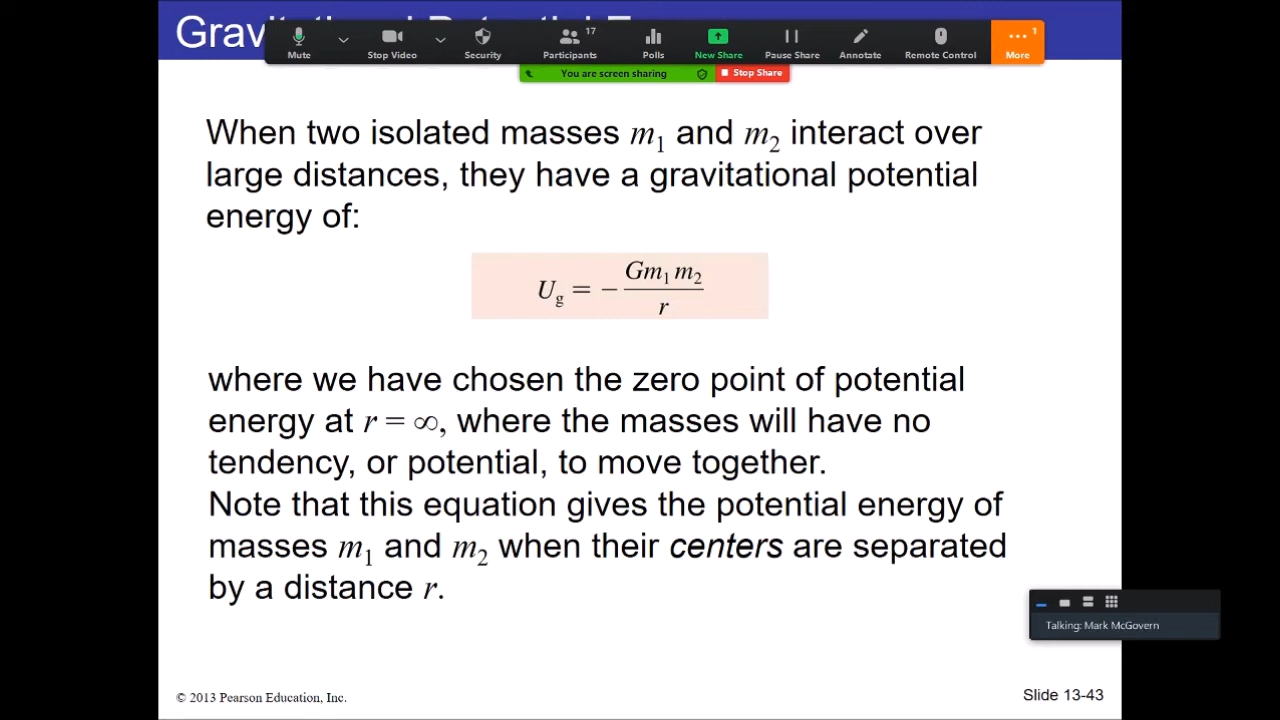 Grav
Mute
Stop Video
Security
17
Participants
Polls
New Share
Pause Share
Annotate
Remote Control
1
More
You are screen sharing
Stop Share
When two isolated masses m₁ and m₂ interact over
large distances, they have a gravitational potential
energy of:
U_g = − Gm₁m₂ / r
where we have chosen the zero point of potential
energy at r = ∞, where the masses will have no
tendency, or potential, to move together.
Note that this equation gives the potential energy of
masses m₁ and m₂ when their centers are separated
by a distance r.
Talking: Mark McGovern
© 2013 Pearson Education, Inc.
Slide 13-43